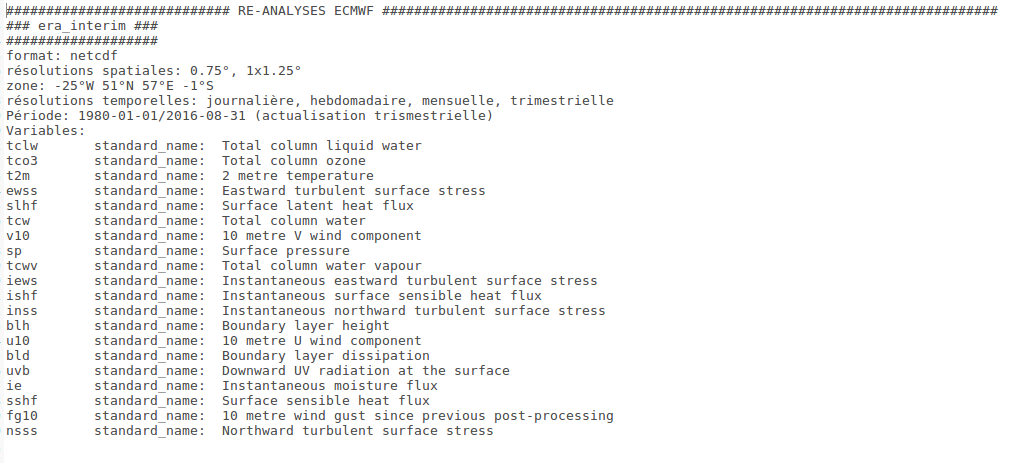 ############################ RE-ANALYSES ECMWF #############################################################################
### era_interim ###
###################
format: netcdf
résolutions spatiales: 0.75°, 1x1.25°
zone: -25°W 51°N 57°E -1°S
résolutions temporelles: journalière, hebdomadaire, mensuelle, trimestrielle
Période: 1980-01-01/2016-08-31 (actualisation trismestrielle)
Variables:
tclw       standard_name:  Total column liquid water
tco3       standard_name:  Total column ozone
t2m        standard_name:  2 metre temperature
ewss       standard_name:  Eastward turbulent surface stress
slhf       standard_name:  Surface latent heat flux
tcw        standard_name:  Total column water
v10        standard_name:  10 metre V wind component
sp         standard_name:  Surface pressure
tcwv       standard_name:  Total column water vapour
iews       standard_name:  Instantaneous eastward turbulent surface stress
ishf       standard_name:  Instantaneous surface sensible heat flux
inss       standard_name:  Instantaneous northward turbulent surface stress
blh        standard_name:  Boundary layer height
u10        standard_name:  10 metre U wind component
bld        standard_name:  Boundary layer dissipation
uvb        standard_name:  Downward UV radiation at the surface
ie         standard_name:  Instantaneous moisture flux
sshf       standard_name:  Surface sensible heat flux
fg10       standard_name:  10 metre wind gust since previous post-processing
nsss       standard_name:  Northward turbulent surface stress